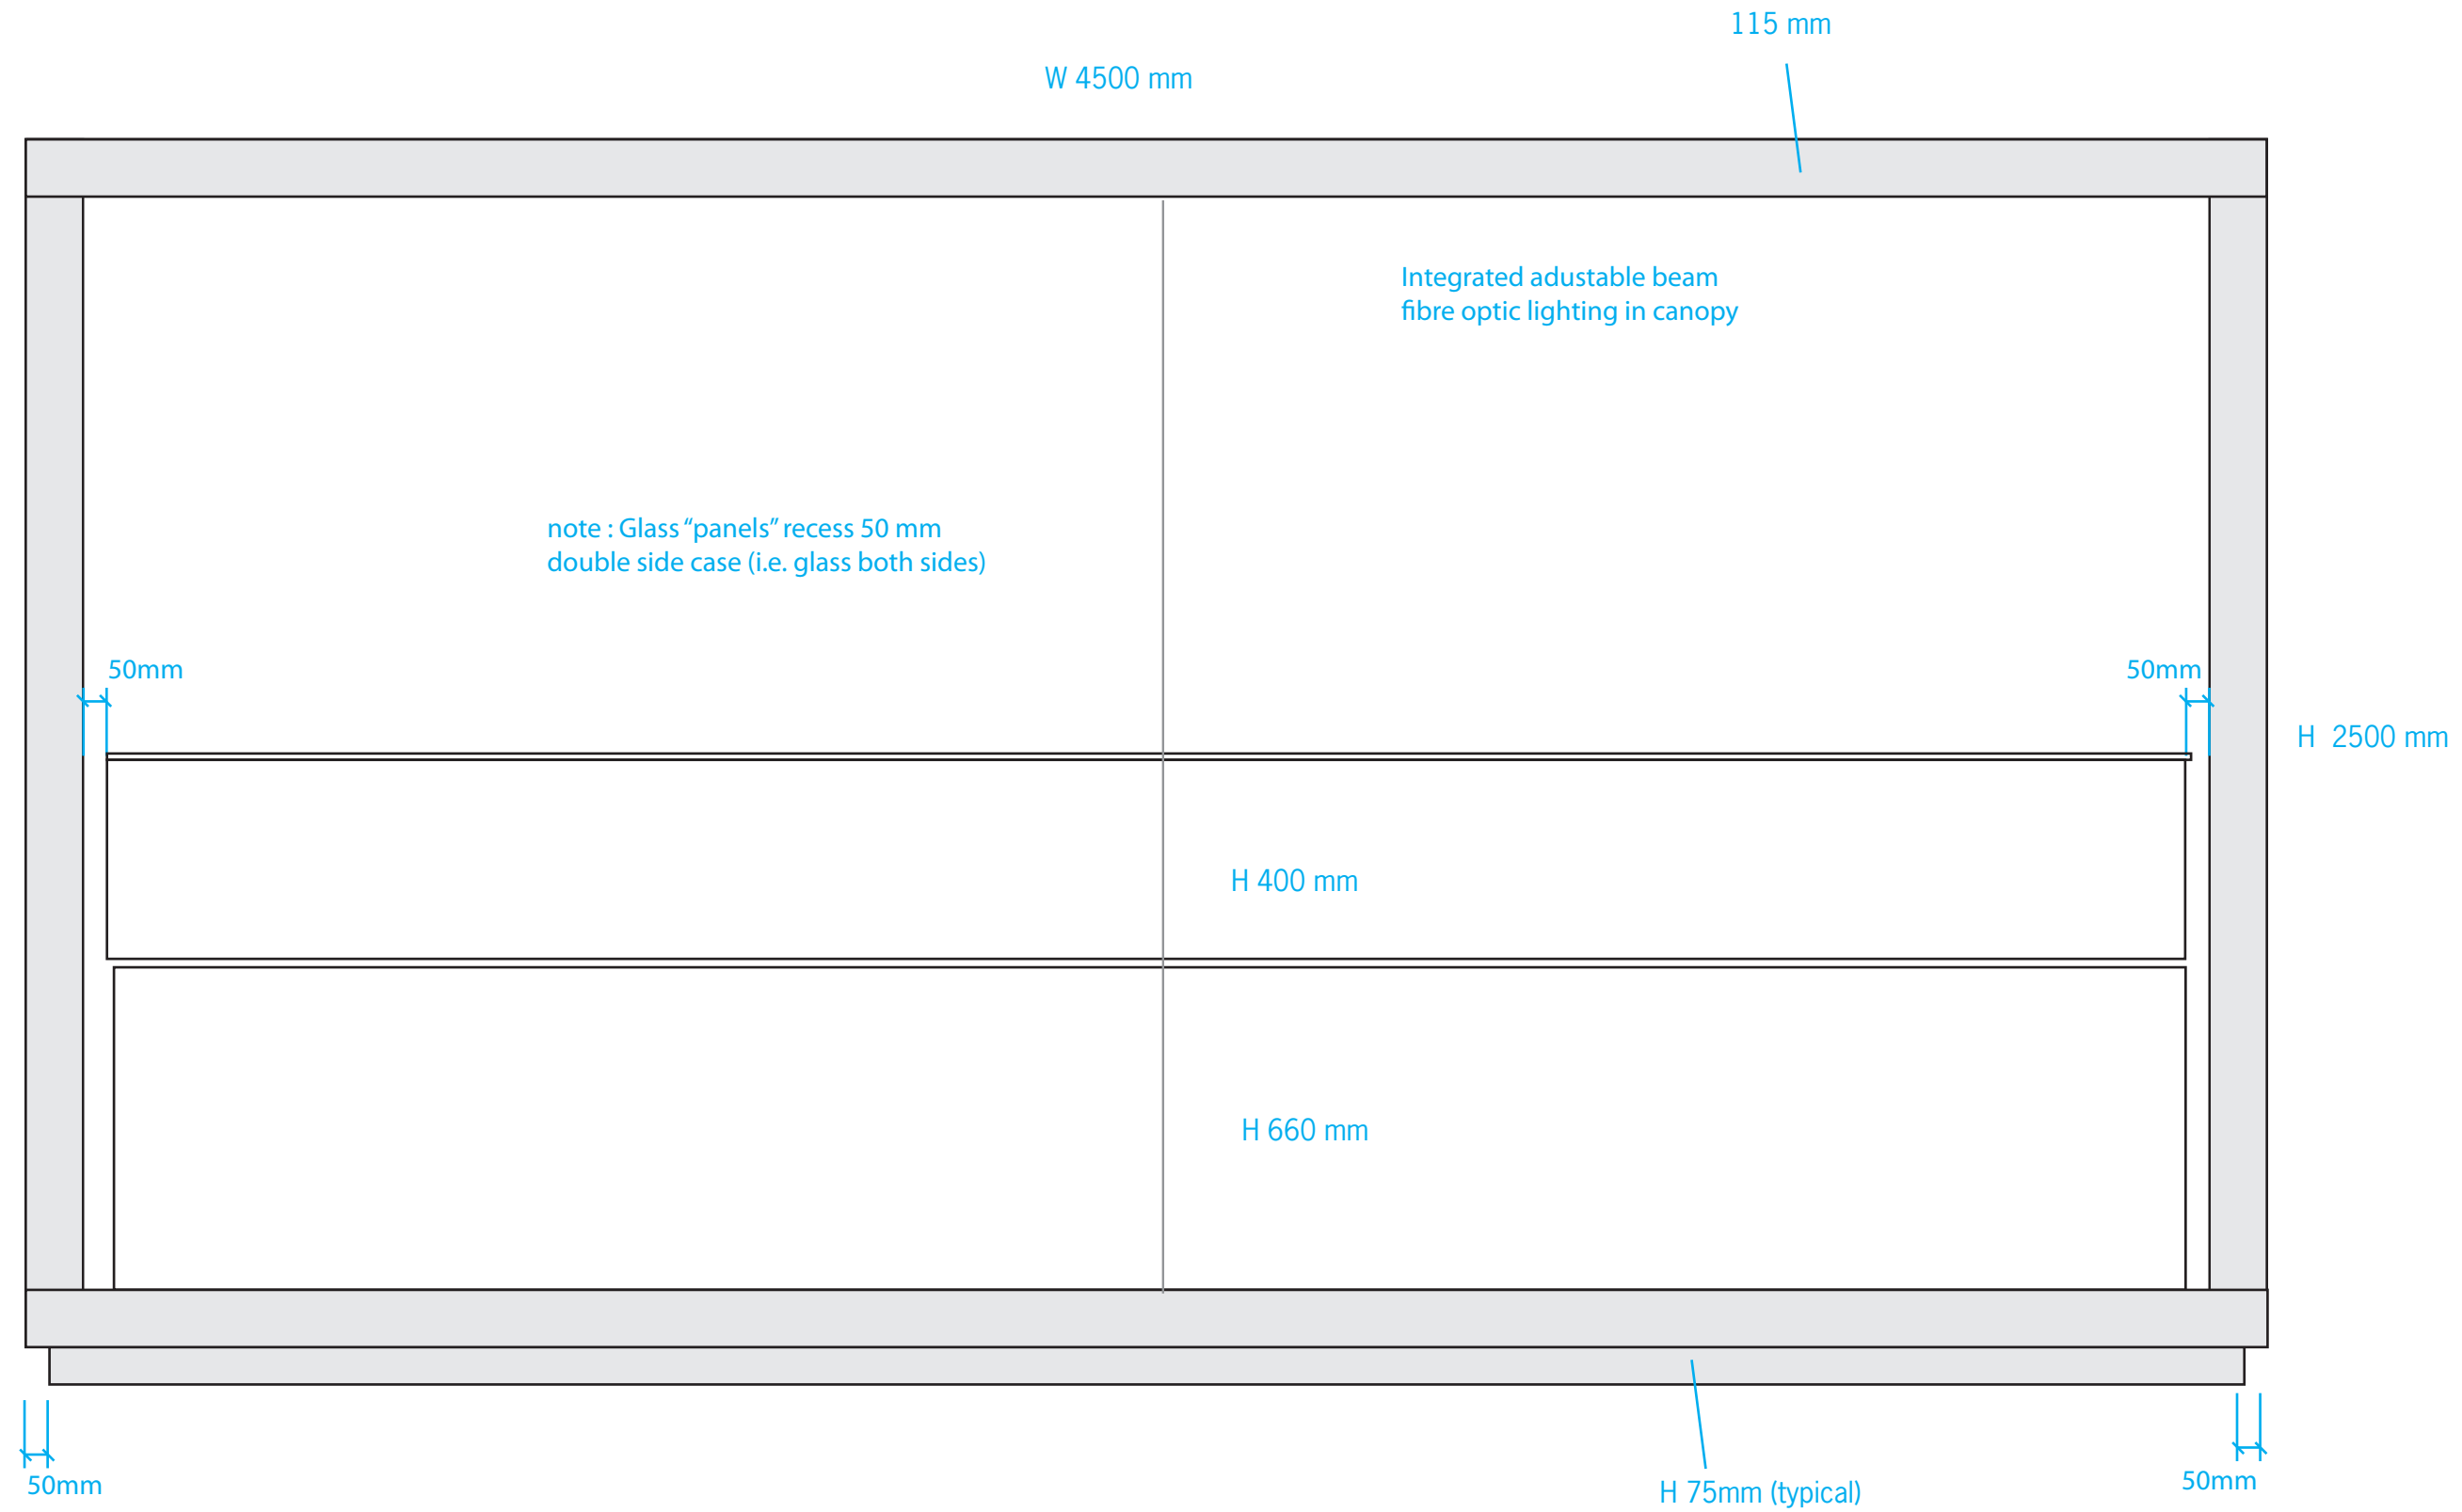 115 mm
W 4500 mm
Integrated adustable beam
fibre optic lighting in canopy
note : Glass “panels” recess 50 mm
double side case (i.e. glass both sides)
50mm
50mm
H 2500 mm
H 400 mm
H 660 mm
50mm
50mm
H 75mm (typical)